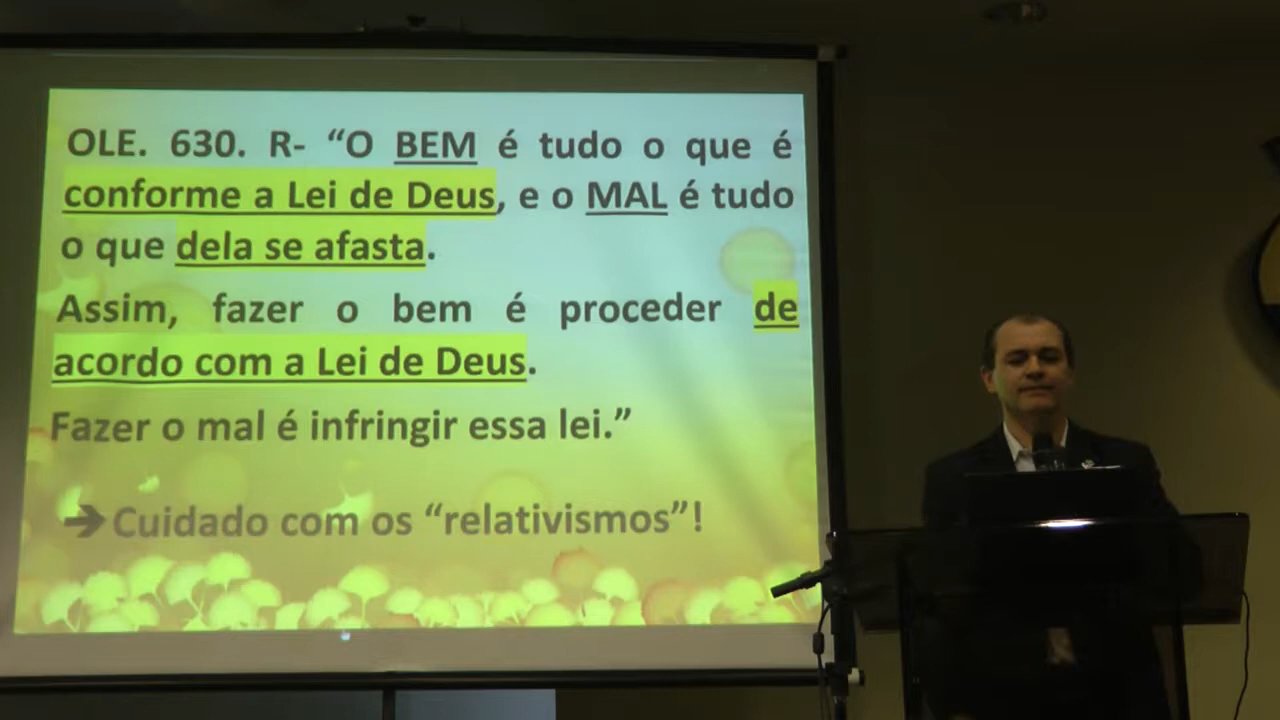 OLE. 630. R- “O BEM é tudo o que é
conforme a Lei de Deus, e o MAL é tudo
o que dela se afasta.
Assim, fazer o bem é proceder de
acordo com a Lei de Deus.
Fazer o mal é infringir essa lei.”
➔Cuidado com os “relativismos”!